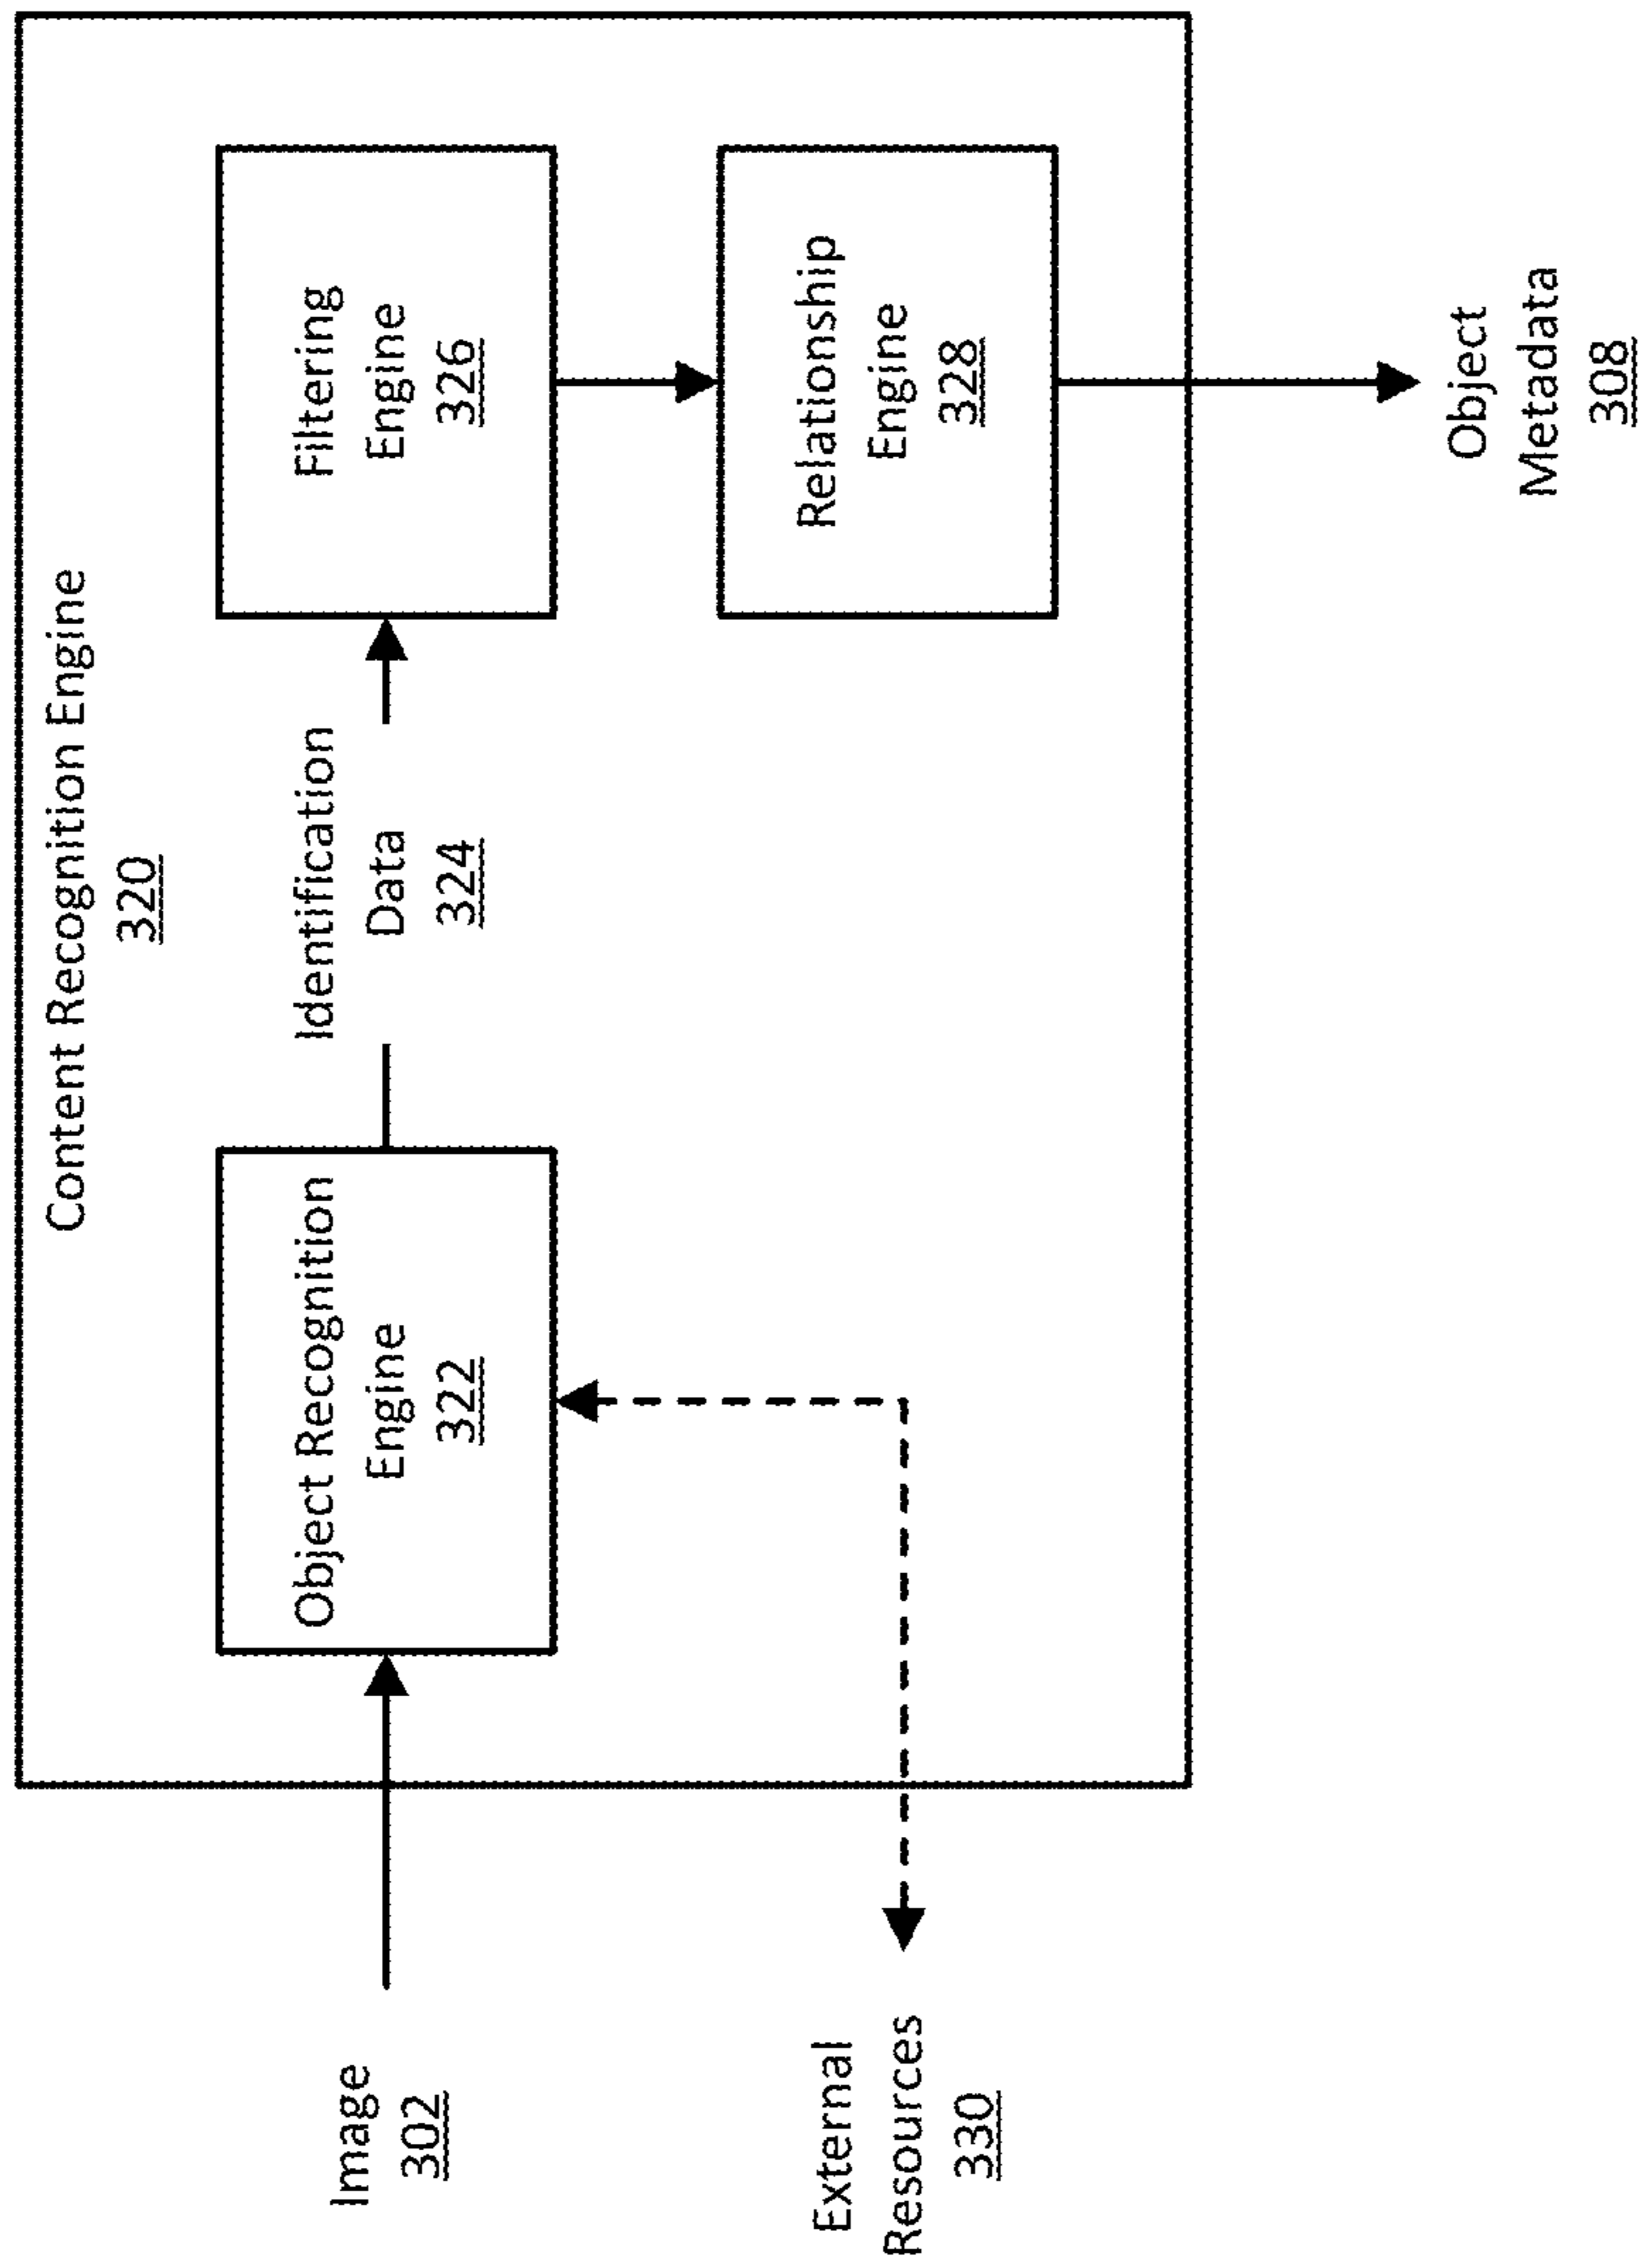 Content Recognition Engine
320
Image
302
Object Recognition
Engine
322
Identification
Data
324
Filtering
Engine
326
External
Resources
330
Relationship
Engine
328
Object
Metadata
308